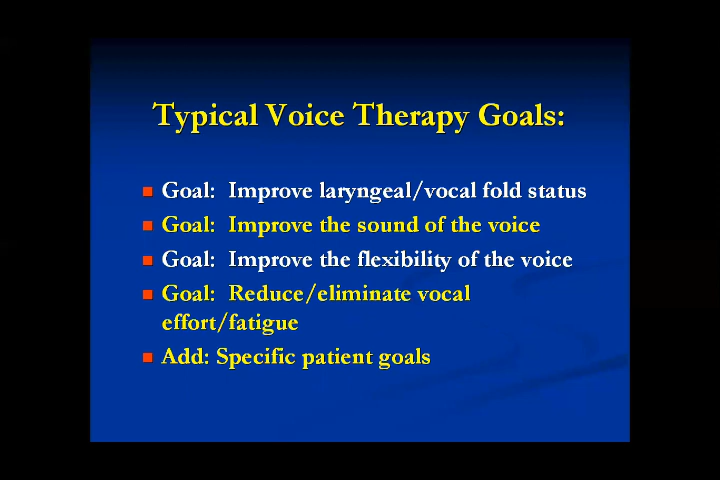 Typical Voice Therapy Goals:
Goal: Improve laryngeal/vocal fold status
Goal: Improve the sound of the voice
Goal: Improve the flexibility of the voice
Goal: Reduce/eliminate vocal
effort/fatigue
Add: Specific patient goals